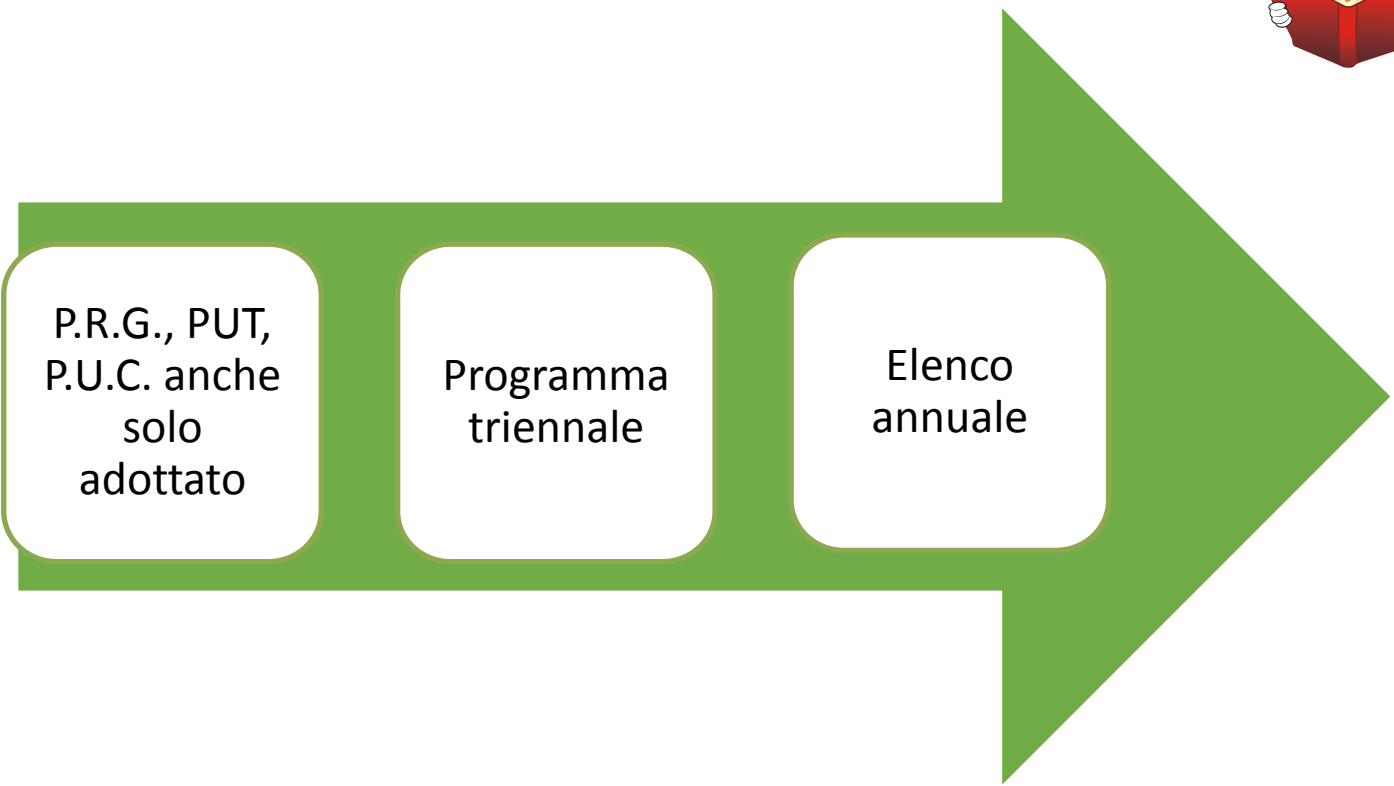 P.R.G., PUT,
P.U.C. anche
solo
adottato
Programma
triennale
Elenco
annuale